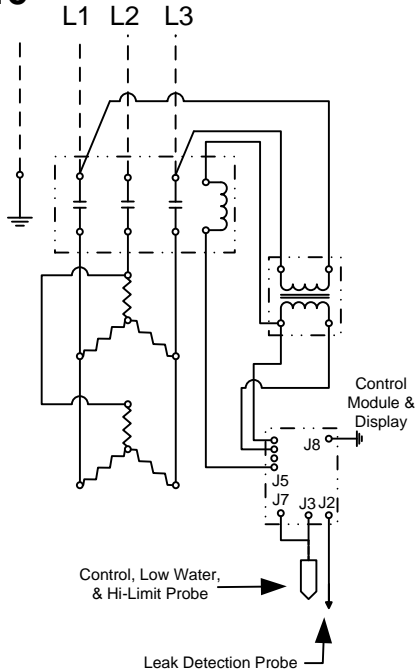 L1 L2 L3
Control
Module &
Display
J8
J5
J7 J3 J2
Control, Low Water,
& Hi-Limit Probe
Leak Detection Probe